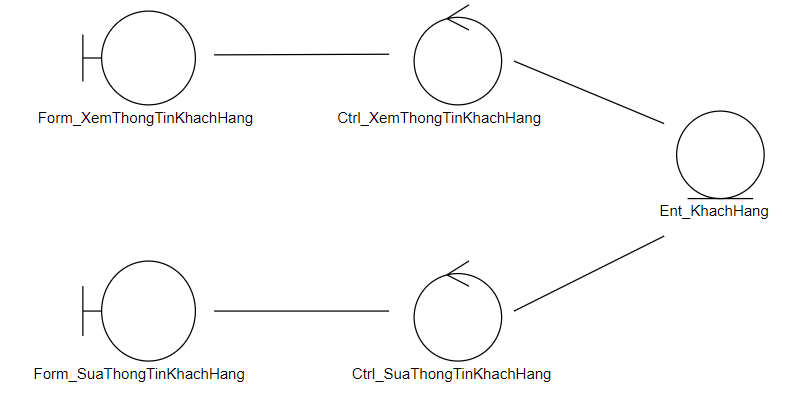 Form_XemThongTinKhachHang
Ctrl_XemThongTinKhachHang
Ent_KhachHang
Form_SuaThongTinKhachHang
Ctrl_SuaThongTinKhachHang